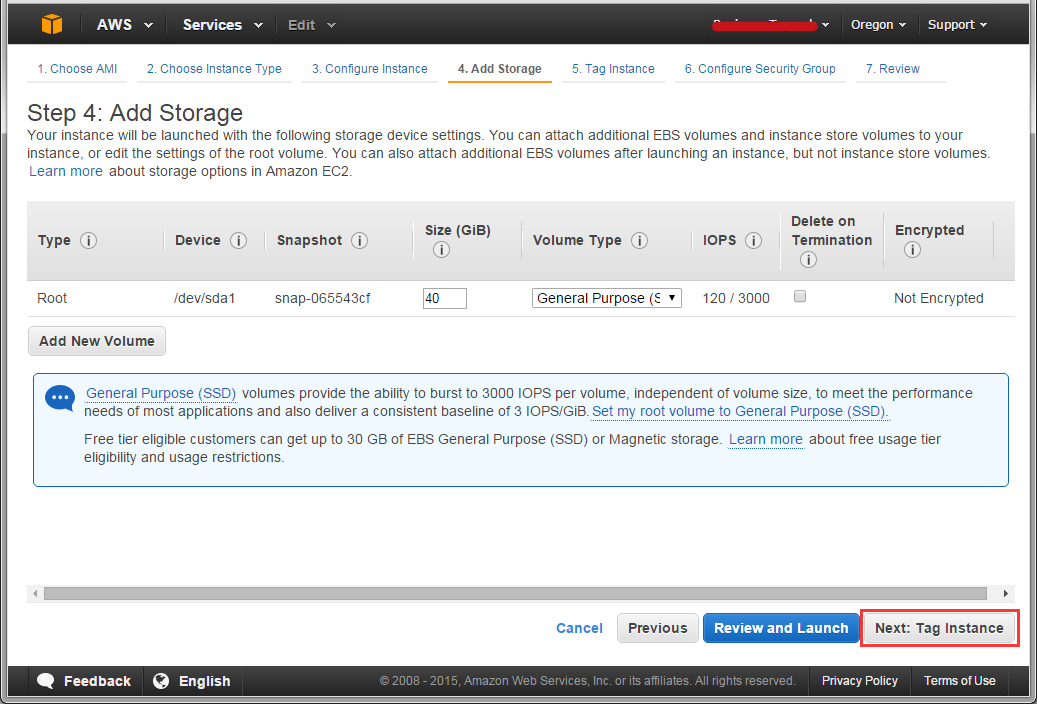 AWS Services Edit Oregon Support
1. Choose AMI 2. Choose Instance Type 3. Configure Instance 4. Add Storage 5. Tag Instance 6. Configure Security Group 7. Review
Step 4: Add Storage
Your instance will be launched with the following storage device settings. You can attach additional EBS volumes and instance store volumes to your
instance, or edit the settings of the root volume. You can also attach additional EBS volumes after launching an instance, but not instance store volumes.
Learn more about storage options in Amazon EC2.
Type i Device i Snapshot i Size (GiB) i Volume Type i IOPS i Delete on Termination i Encrypted i
Root /dev/sda1 snap-065543cf 40 General Purpose (S 120 / 3000 Not Encrypted
Add New Volume
General Purpose (SSD) volumes provide the ability to burst to 3000 IOPS per volume, independent of volume size, to meet the performance
needs of most applications and also deliver a consistent baseline of 3 IOPS/GiB. Set my root volume to General Purpose (SSD).
Free tier eligible customers can get up to 30 GB of EBS General Purpose (SSD) or Magnetic storage. Learn more about free usage tier
eligibility and usage restrictions.
Cancel Previous Review and Launch Next: Tag Instance
Feedback English © 2008 - 2015, Amazon Web Services, Inc. or its affiliates. All rights reserved. Privacy Policy Terms of Use